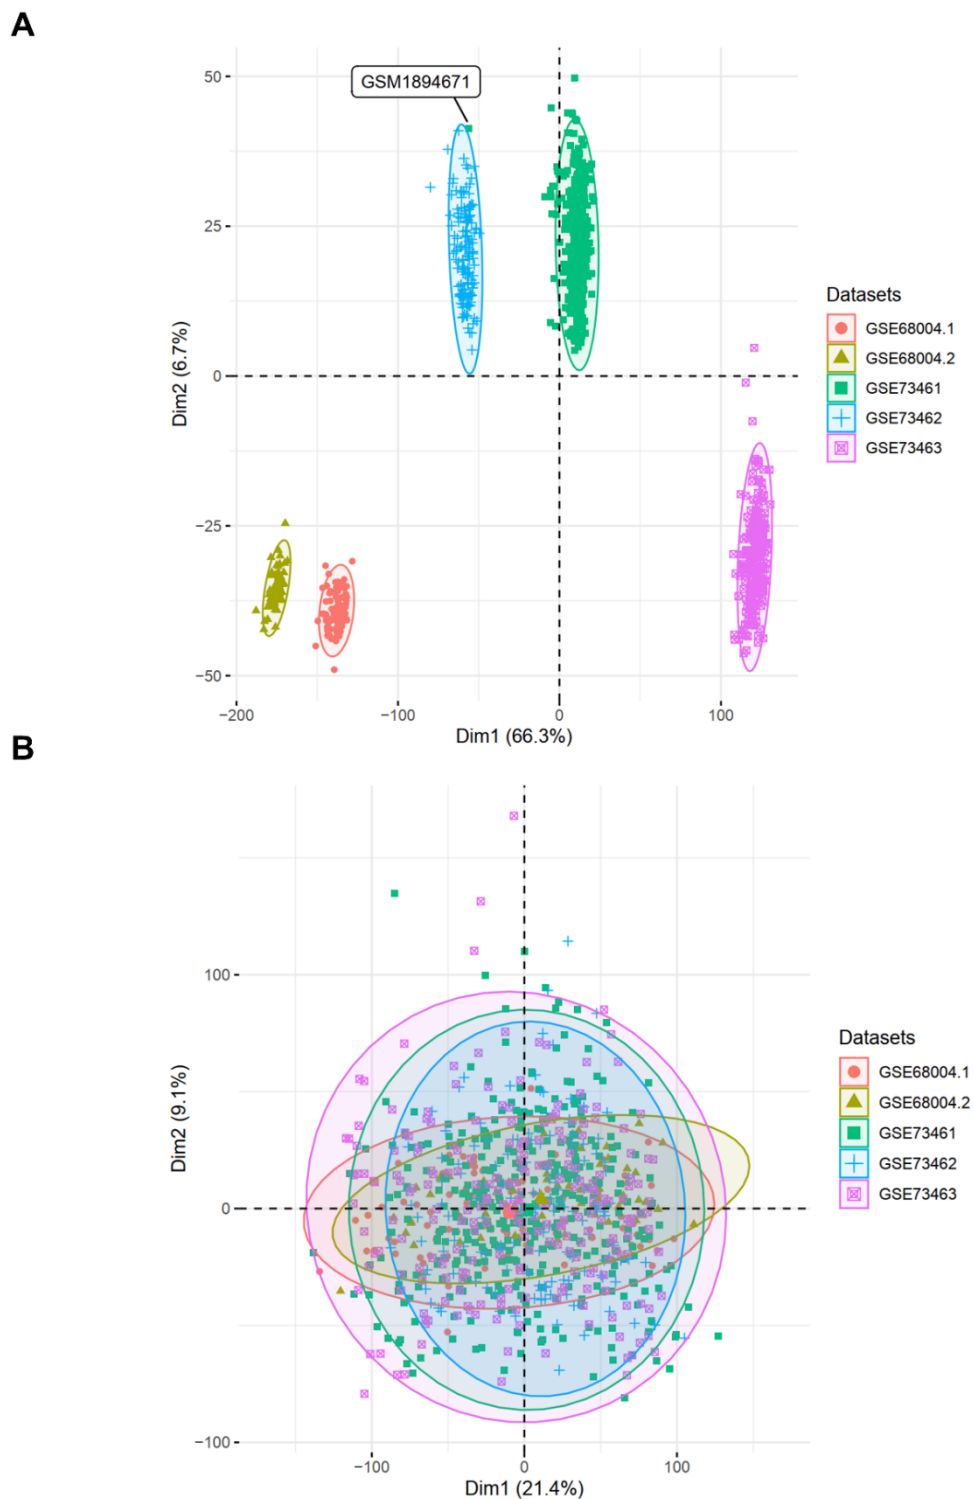 A
GSM1894671
50
25
0
−25
−50
Dim2 (6.7%)
−200
−100
0
100
Dim1 (66.3%)
Datasets
GSE68004.1
GSE68004.2
GSE73461
GSE73462
GSE73463
B
100
0
−100
Dim2 (9.1%)
−100
0
100
Dim1 (21.4%)
Datasets
GSE68004.1
GSE68004.2
GSE73461
GSE73462
GSE73463